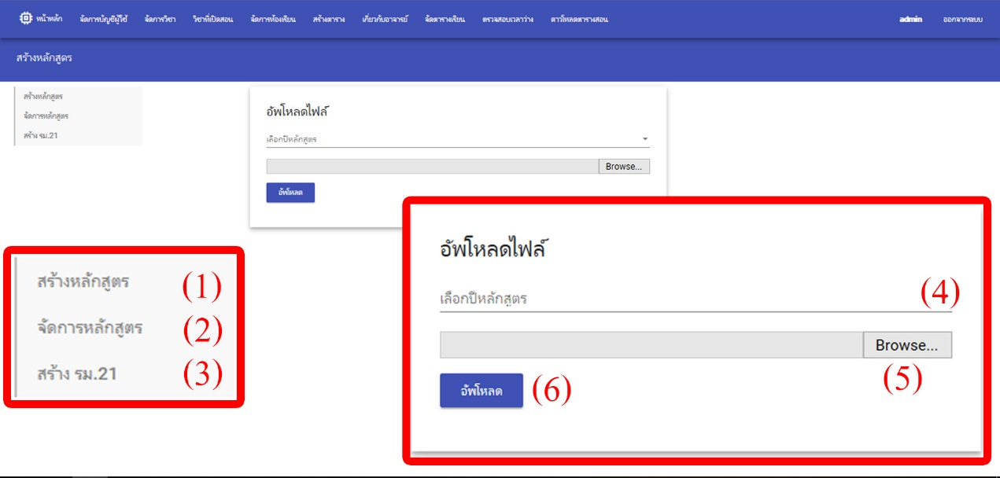 หน้าหลัก จัดการบัญชีผู้ใช้ จัดการวิชา วิชาที่เปิดสอน จัดการห้องเรียน สร้างตาราง เกี่ยวกับอาจารย์ จัดตารางเรียน ตรวจสอบเวลาว่าง ดาวโหลดตารางสอน admin ออกจากระบบ
สร้างหลักสูตร
สร้างหลักสูตร
จัดการหลักสูตร
สร้าง รม.21
อัพโหลดไฟล์
เลือกปีหลักสูตร
Browse...
อัพโหลด
สร้างหลักสูตร (1)
จัดการหลักสูตร (2)
สร้าง รม.21 (3)
อัพโหลดไฟล์
เลือกปีหลักสูตร (4)
Browse...
(5)
อัพโหลด (6)